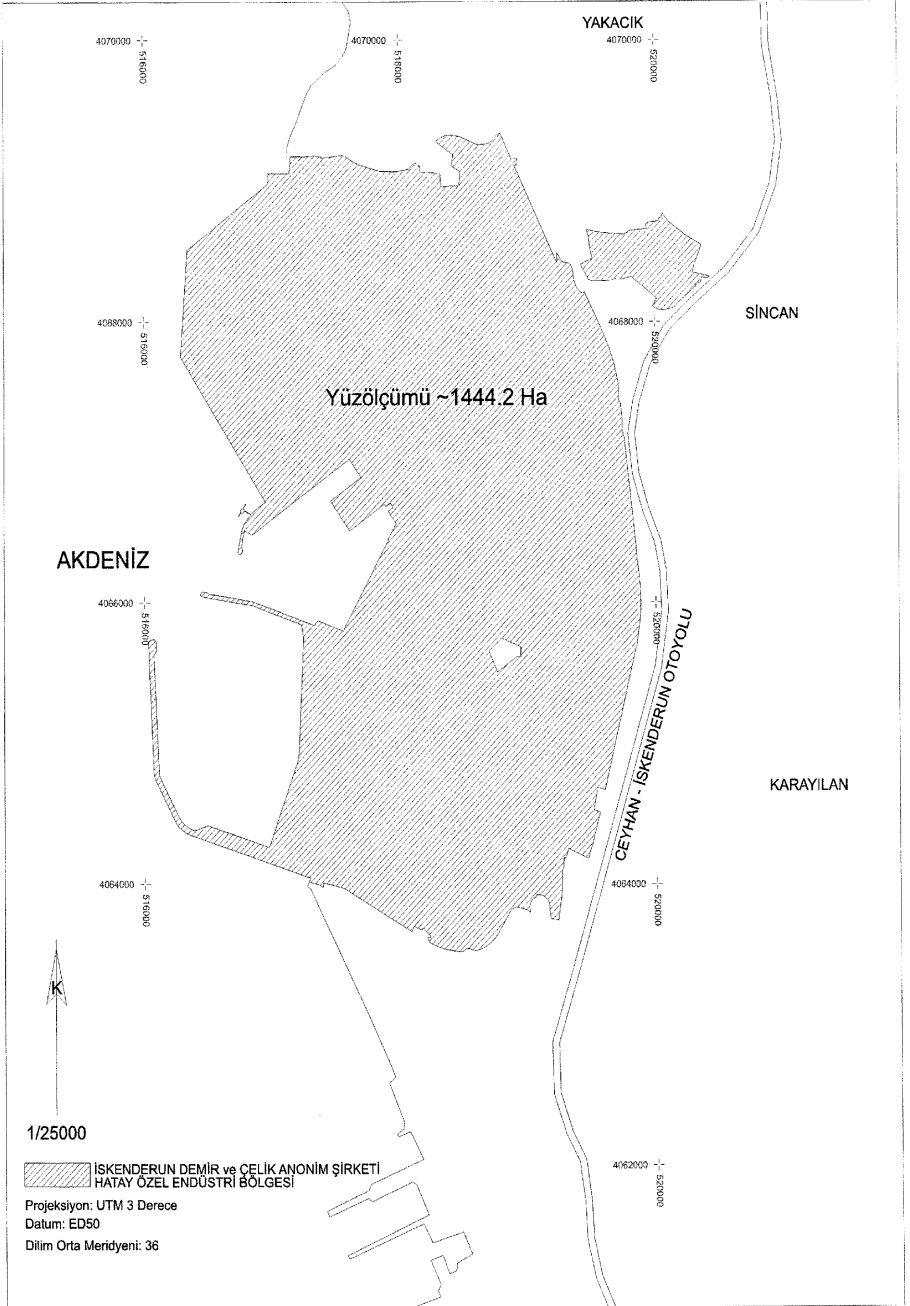 YAKACIK
4070000
516000
4070000
518000
4070000
520000
SİNCAN
4068000
516000
4068000
520000
Yüzölçümü ~1444.2 Ha
AKDENİZ
4066000
516000
520000
CEYHAN - İSKENDERUN OTOYOLU
KARAYILAN
4064000
516000
4064000
520000
K
1/25000
4062000
520000
İSKENDERUN DEMİR ve ÇELİK ANONİM ŞİRKETİ
HATAY ÖZEL ENDÜSTRİ BÖLGESİ
Projeksiyon: UTM 3 Derece
Datum: ED50
Dilim Orta Meridyeni: 36